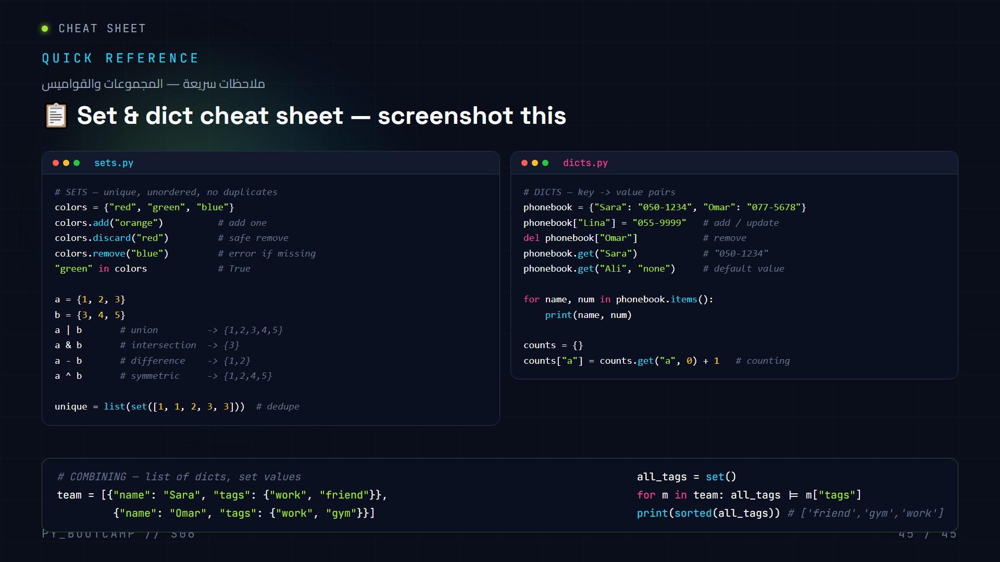 CHEAT SHEET
QUICK REFERENCE
ملاحظات سريعة — المجموعات والقواميس
📋 Set & dict cheat sheet — screenshot this
sets.py
# SETS — unique, unordered, no duplicates
colors = {"red", "green", "blue"}
colors.add("orange")          # add one
colors.discard("red")         # safe remove
colors.remove("blue")         # error if missing
"green" in colors             # True
a = {1, 2, 3}
b = {3, 4, 5}
a | b       # union         -> {1,2,3,4,5}
a & b       # intersection  -> {3}
a - b       # difference    -> {1,2}
a ^ b       # symmetric     -> {1,2,4,5}
unique = list(set([1, 1, 2, 3, 3]))  # dedupe
dicts.py
# DICTS — key -> value pairs
phonebook = {"Sara": "050-1234", "Omar": "077-5678"}
phonebook["Lina"] = "055-9999"   # add / update
del phonebook["Omar"]            # remove
phonebook.get("Sara")            # "050-1234"
phonebook.get("Ali", "none")     # default value
for name, num in phonebook.items():
    print(name, num)
counts = {}
counts["a"] = counts.get("a", 0) + 1   # counting
# COMBINING — list of dicts, set values
team = [{"name": "Sara", "tags": {"work", "friend"}},
         {"name": "Omar", "tags": {"work", "gym"}}]
all_tags = set()
for m in team: all_tags |= m["tags"]
print(sorted(all_tags)) # ['friend','gym','work']
PY_BOOTCAMP // S06
45 / 45